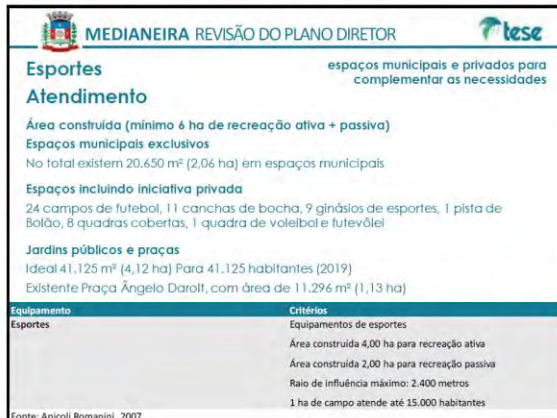 MEDIANEIRA REVISÃO DO PLANO DIRETOR
tese
Esportes
Atendimento
espaços municipais e privados para
complementar as necessidades
Área construída (mínimo 6 ha de recreação ativa + passiva)
Espaços municipais exclusivos
No total existem 20.650 m² (2,06 ha) em espaços municipais
Espaços incluindo iniciativa privada
24 campos de futebol, 11 canchas de bocha, 9 ginásios de esportes, 1 pista de
Bolão, 8 quadras cobertas, 1 quadra de voleibol e futevôlei
Jardins públicos e praças
Ideal 41.125 m² (4,12 ha) Para 41.125 habitantes (2019)
Existente Praça Ângelo Darolt, com área de 11.296 m² (1,13 ha)
Equipamento Critérios
Esportes Equipamentos de esportes
Área construída 4,00 ha para recreação ativa
Área construída 2,00 ha para recreação passiva
Raio de influência máximo: 2.400 metros
1 ha de campo atende até 15.000 habitantes
Fonte: Anicoli Romanini, 2007